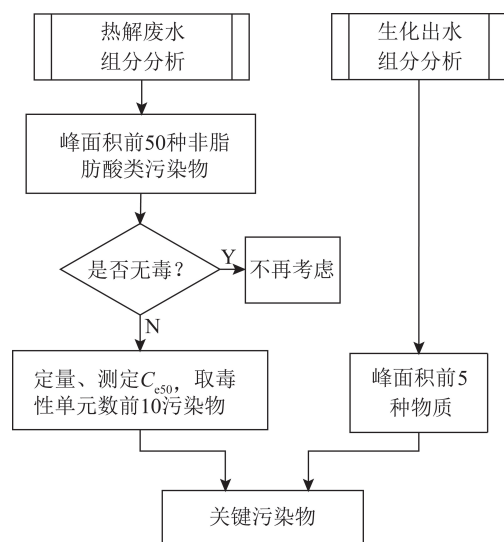 热解废水
组分分析
生化出水
组分分析
峰面积前50种非脂
肪酸类污染物
是否无毒?
Y
不再考虑
N
定量、测定Ce50，取毒
性单元数前10污染物
峰面积前5
种物质
关键污染物